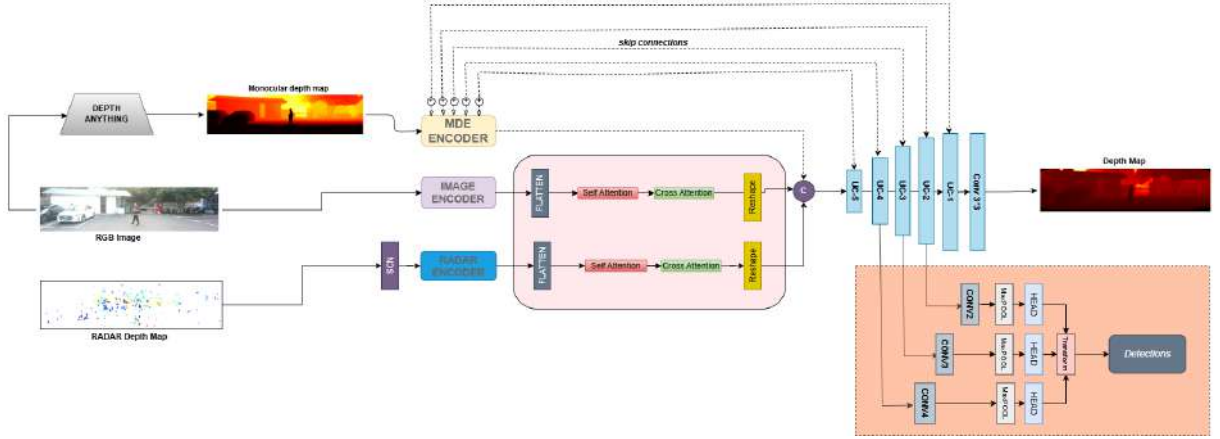 skip connections
Monocular depth map
DEPTH
ANYTHING
MDE
ENCODER
Depth Map
IMAGE
ENCODER
FLATTEN
Self Attention
Cross Attention
Reshape
C
UC-5
UC-4
UC-3
UC-2
UC-1
Conv 3*3
RGB Image
RADAR
ENCODER
FLATTEN
Self Attention
Cross Attention
Reshape
RADAR Depth Map
CONV2
MaxPOOL
HEAD
CONV3
MaxPOOL
HEAD
Transform
Detections
CONV4
MaxPOOL
HEAD